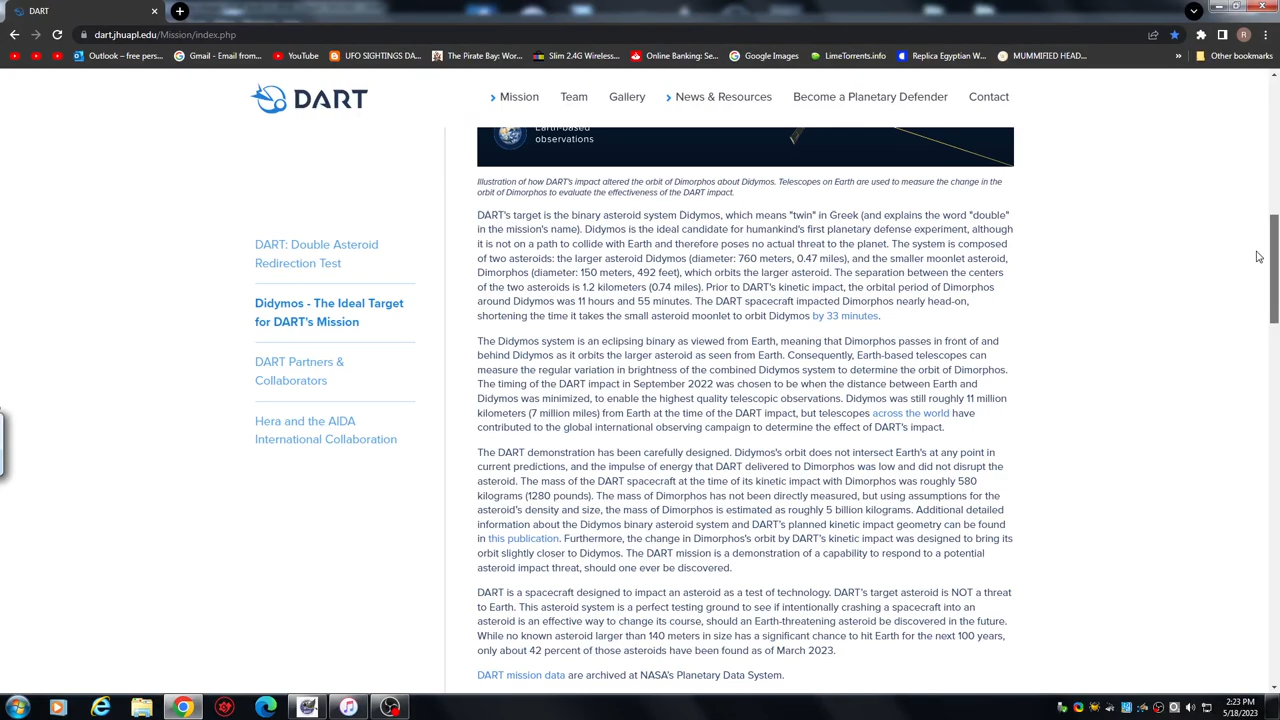 DART
dart.jhuapl.edu/Mission/index.php
Outlook – free pers...
Gmail - Email from...
YouTube
UFO SIGHTINGS DA...
The Pirate Bay: Wor...
Slim 2.4G Wireless...
Online Banking: Se...
Google Images
LimeTorrents.info
Replica Egyptian W...
MUMMIFIED HEAD...
»
Other bookmarks
DART
Mission
Team
Gallery
News & Resources
Become a Planetary Defender
Contact
Earth-based
observations
Illustration of how DART's impact altered the orbit of Dimorphos about Didymos. Telescopes on Earth are used to measure the change in the
orbit of Dimorphos to evaluate the effectiveness of the DART impact.
DART: Double Asteroid
Redirection Test
Didymos - The Ideal Target
for DART's Mission
DART Partners &
Collaborators
Hera and the AIDA
International Collaboration
DART's target is the binary asteroid system Didymos, which means "twin" in Greek (and explains the word "double"
in the mission's name). Didymos is the ideal candidate for humankind's first planetary defense experiment, although
it is not on a path to collide with Earth and therefore poses no actual threat to the planet. The system is composed
of two asteroids: the larger asteroid Didymos (diameter: 760 meters, 0.47 miles), and the smaller moonlet asteroid,
Dimorphos (diameter: 150 meters, 492 feet), which orbits the larger asteroid. The separation between the centers
of the two asteroids is 1.2 kilometers (0.74 miles). Prior to DART's kinetic impact, the orbital period of Dimorphos
around Didymos was 11 hours and 55 minutes. The DART spacecraft impacted Dimorphos nearly head-on,
shortening the time it takes the small asteroid moonlet to orbit Didymos by 33 minutes.
The Didymos system is an eclipsing binary as viewed from Earth, meaning that Dimorphos passes in front of and
behind Didymos as it orbits the larger asteroid as seen from Earth. Consequently, Earth-based telescopes can
measure the regular variation in brightness of the combined Didymos system to determine the orbit of Dimorphos.
The timing of the DART impact in September 2022 was chosen to be when the distance between Earth and
Didymos was minimized, to enable the highest quality telescopic observations. Didymos was still roughly 11 million
kilometers (7 million miles) from Earth at the time of the DART impact, but telescopes across the world have
contributed to the global international observing campaign to determine the effect of DART's impact.
The DART demonstration has been carefully designed. Didymos's orbit does not intersect Earth's at any point in
current predictions, and the impulse of energy that DART delivered to Dimorphos was low and did not disrupt the
asteroid. The mass of the DART spacecraft at the time of its kinetic impact with Dimorphos was roughly 580
kilograms (1280 pounds). The mass of Dimorphos has not been directly measured, but using assumptions for the
asteroid's density and size, the mass of Dimorphos is estimated as roughly 5 billion kilograms. Additional detailed
information about the Didymos binary asteroid system and DART's planned kinetic impact geometry can be found
in this publication. Furthermore, the change in Dimorphos's orbit by DART's kinetic impact was designed to bring its
orbit slightly closer to Didymos. The DART mission is a demonstration of a capability to respond to a potential
asteroid impact threat, should one ever be discovered.
DART is a spacecraft designed to impact an asteroid as a test of technology. DART's target asteroid is NOT a threat
to Earth. This asteroid system is a perfect testing ground to see if intentionally crashing a spacecraft into an
asteroid is an effective way to change its course, should an Earth-threatening asteroid be discovered in the future.
While no known asteroid larger than 140 meters in size has a significant chance to hit Earth for the next 100 years,
only about 42 percent of those asteroids have been found as of March 2023.
DART mission data are archived at NASA's Planetary Data System.
2:23 PM
5/18/2023